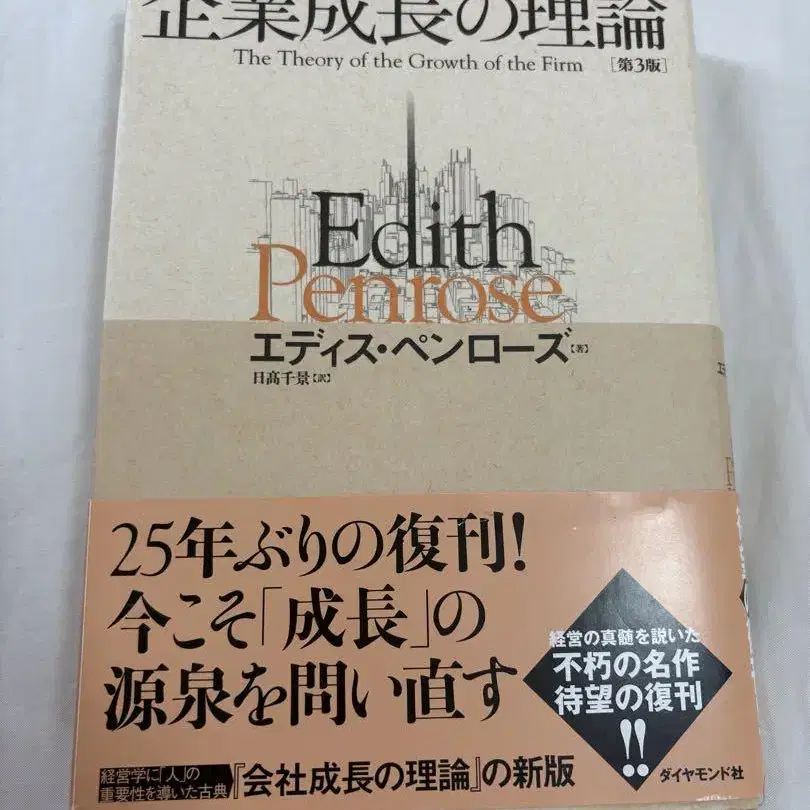 企業成長の理論
The Theory of the Growth of the Firm [第3版]
Edith
Penrose
エディス・ペンローズ【著】
日髙千景【訳】
25年ぶりの復刊!
今こそ「成長」の
源泉を問い直す
経営の真髄を説いた
不朽の名作
待望の復刊
!!
経営学に「人」の
重要性を導いた古典
『会社成長の理論』の新版
ダイヤモンド社